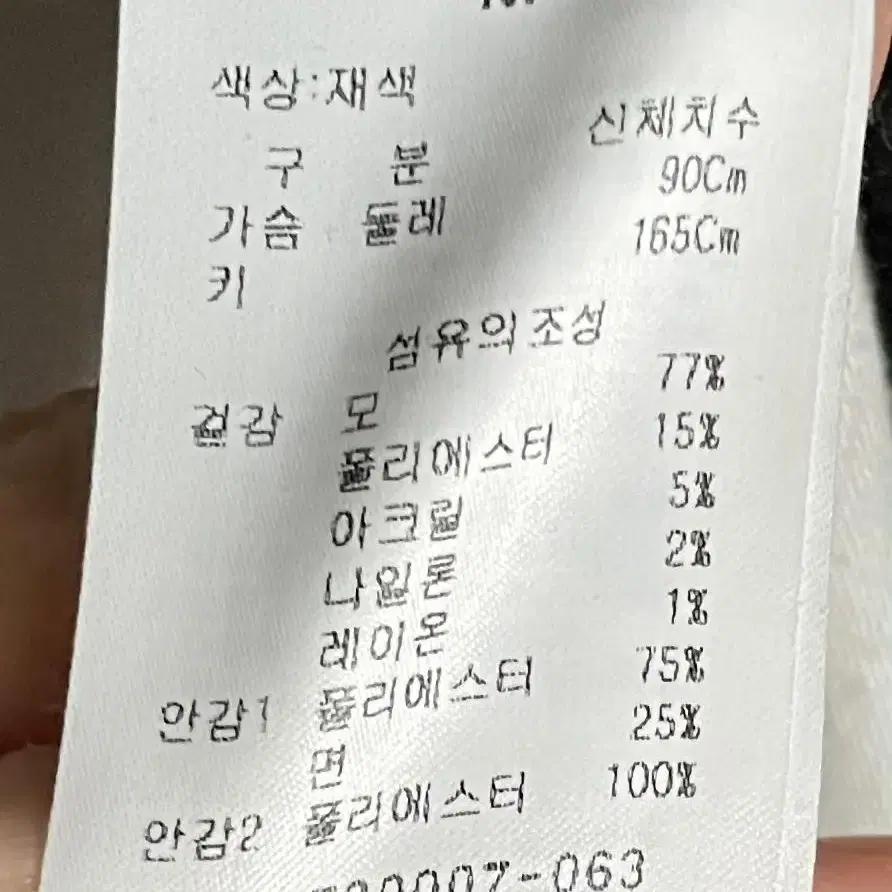 색상:재색
구 분 신체치수
가슴 둘레 90Cm
키 165Cm
섬유의조성
겉감 모 77%
폴리에스터 15%
아크릴 5%
나일론 2%
레이온 1%
안감1 폴리에스터 75%
면 25%
안감2 폴리에스터 100%